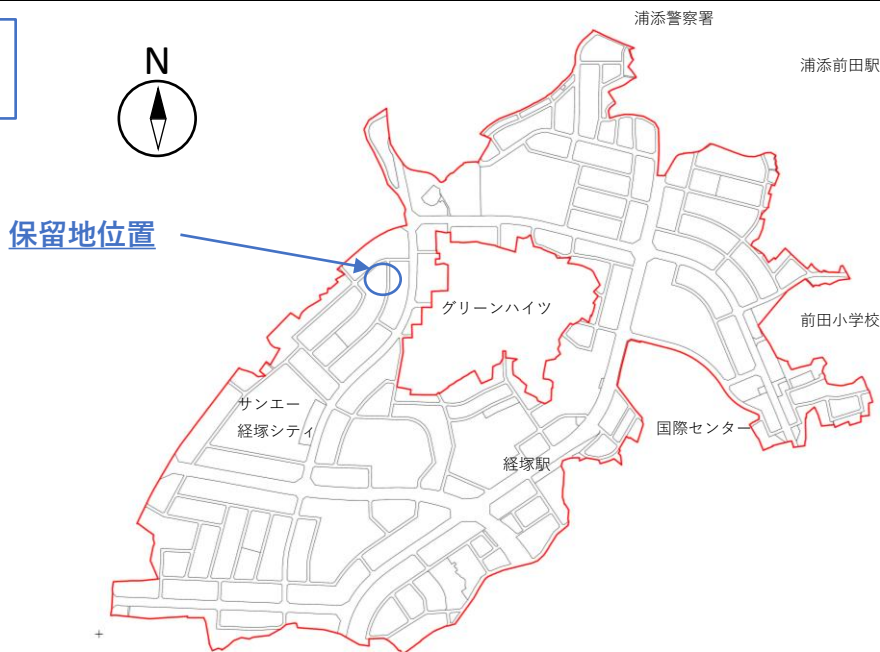 浦添警察署
N
浦添前田駅
保留地位置
グリーンハイツ
前田小学校
サンエー
経塚シティ
国際センター
経塚駅